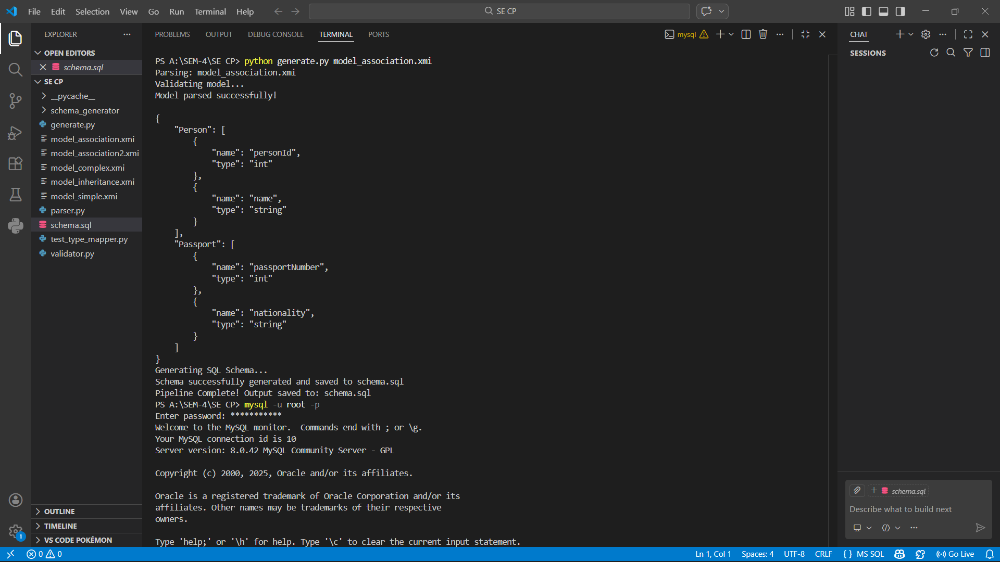 File Edit Selection View Go Run Terminal Help
SE CP
EXPLORER
OPEN EDITORS
schema.sql
SE CP
__pycache__
schema_generator
generate.py
model_association.xmi
model_association2.xmi
model_complex.xmi
model_inheritance.xmi
model_simple.xmi
parser.py
schema.sql
test_type_mapper.py
validator.py
OUTLINE
TIMELINE
VS CODE POKÉMON
1
PROBLEMS OUTPUT DEBUG CONSOLE TERMINAL PORTS
mysql
PS A:\SEM-4\SE CP> python generate.py model_association.xmi
Parsing: model_association.xmi
Validating model...
Model parsed successfully!
{
"Person": [
{
"name": "personId",
"type": "int"
},
{
"name": "name",
"type": "string"
}
],
"Passport": [
{
"name": "passportNumber",
"type": "int"
},
{
"name": "nationality",
"type": "string"
}
]
}
Generating SQL Schema...
Schema successfully generated and saved to schema.sql
Pipeline Complete! Output saved to: schema.sql
PS A:\SEM-4\SE CP> mysql -u root -p
Enter password: ***********
Welcome to the MySQL monitor.  Commands end with ; or \g.
Your MySQL connection id is 10
Server version: 8.0.42 MySQL Community Server - GPL
Copyright (c) 2000, 2025, Oracle and/or its affiliates.
Oracle is a registered trademark of Oracle Corporation and/or its
affiliates. Other names may be trademarks of their respective
owners.
Type 'help;' or '\h' for help. Type '\c' to clear the current input statement.
CHAT
SESSIONS
schema.sql
Describe what to build next
0 0
Ln 1, Col 1 Spaces: 4 UTF-8 CRLF { } MS SQL Go Live